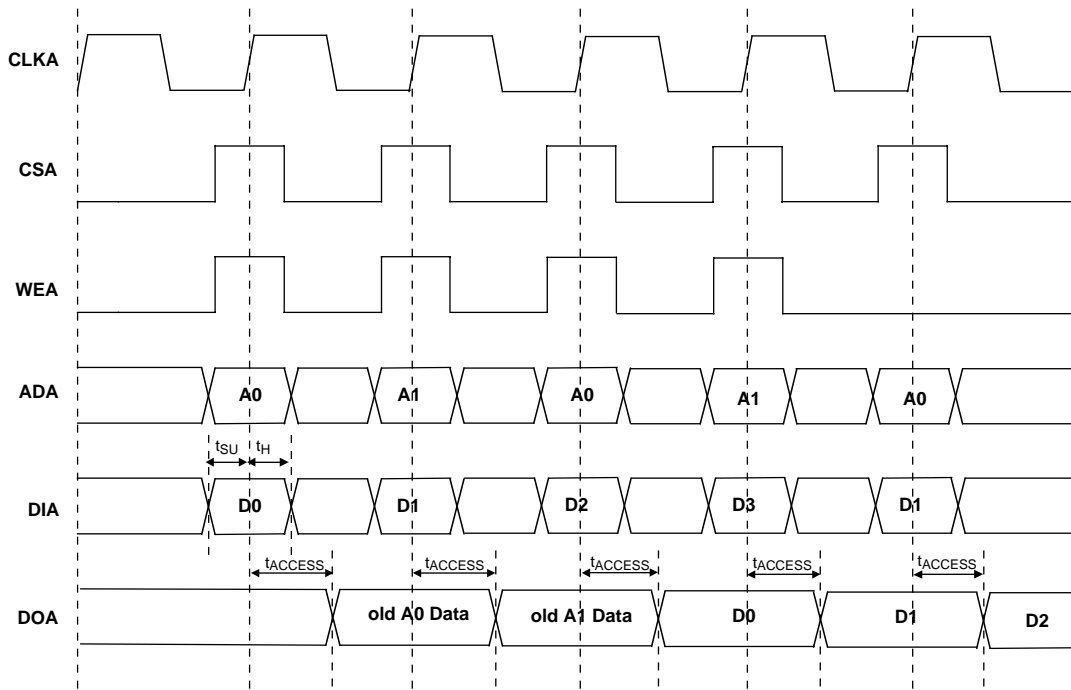 CLKA
CSA
WEA
ADA A0 A1 A0 A1 A0
tSU tH
DIA D0 D1 D2 D3 D1
tACCESS tACCESS tACCESS tACCESS tACCESS
DOA old A0 Data old A1 Data D0 D1 D2